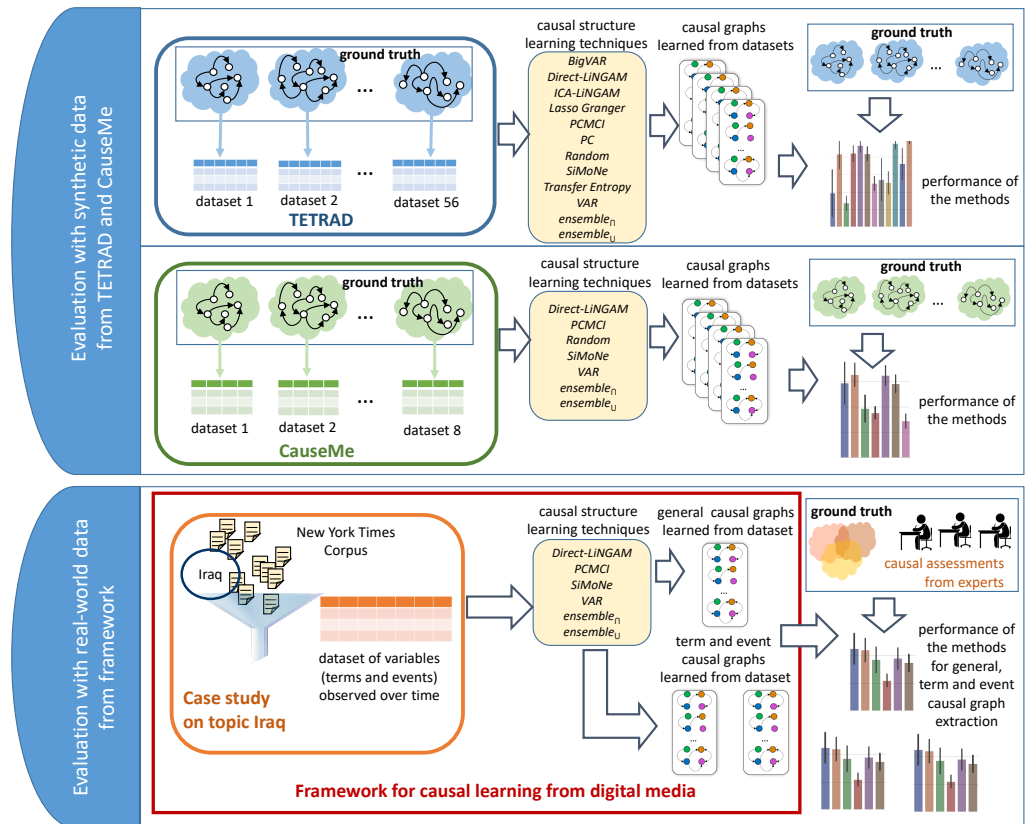 Evaluation with synthetic data
from TETRAD and CauseMe
ground truth
...
dataset 1
dataset 2
...
dataset 56
TETRAD
causal structure
learning techniques
BigVAR
Direct-LiNGAM
ICA-LiNGAM
Lasso Granger
PCMCI
PC
Random
SiMoNe
Transfer Entropy
VAR
ensemble∩
ensemble∪
causal graphs
learned from datasets
...
ground truth
...
performance of
the methods
ground truth
...
dataset 1
dataset 2
...
dataset 8
CauseMe
causal structure
learning techniques
Direct-LiNGAM
PCMCI
Random
SiMoNe
VAR
ensemble∩
ensemble∪
causal graphs
learned from datasets
...
ground truth
...
performance of
the methods
Evaluation with real-world data
from framework
New York Times
Corpus
Iraq
dataset of variables
(terms and events)
observed over time
Case study
on topic Iraq
causal structure
learning techniques
Direct-LiNGAM
PCMCI
SiMoNe
VAR
ensemble∩
ensemble∪
general causal graphs
learned from dataset
...
term and event
causal graphs
learned from dataset
...
...
Framework for causal learning from digital media
ground truth
causal assessments
from experts
performance of
the methods
for general,
term and event
causal graph
extraction